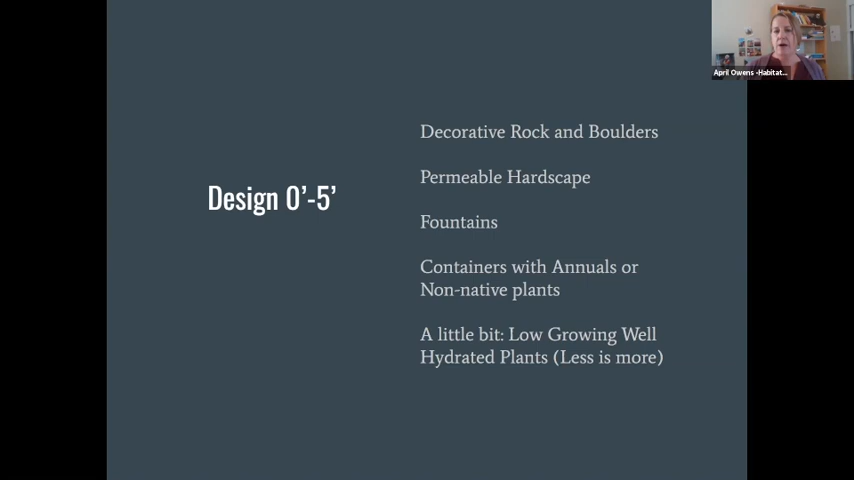 April Owens -Habitat...
Decorative Rock and Boulders
Permeable Hardscape
Design 0’-5’
Fountains
Containers with Annuals or
Non-native plants
A little bit: Low Growing Well
Hydrated Plants (Less is more)